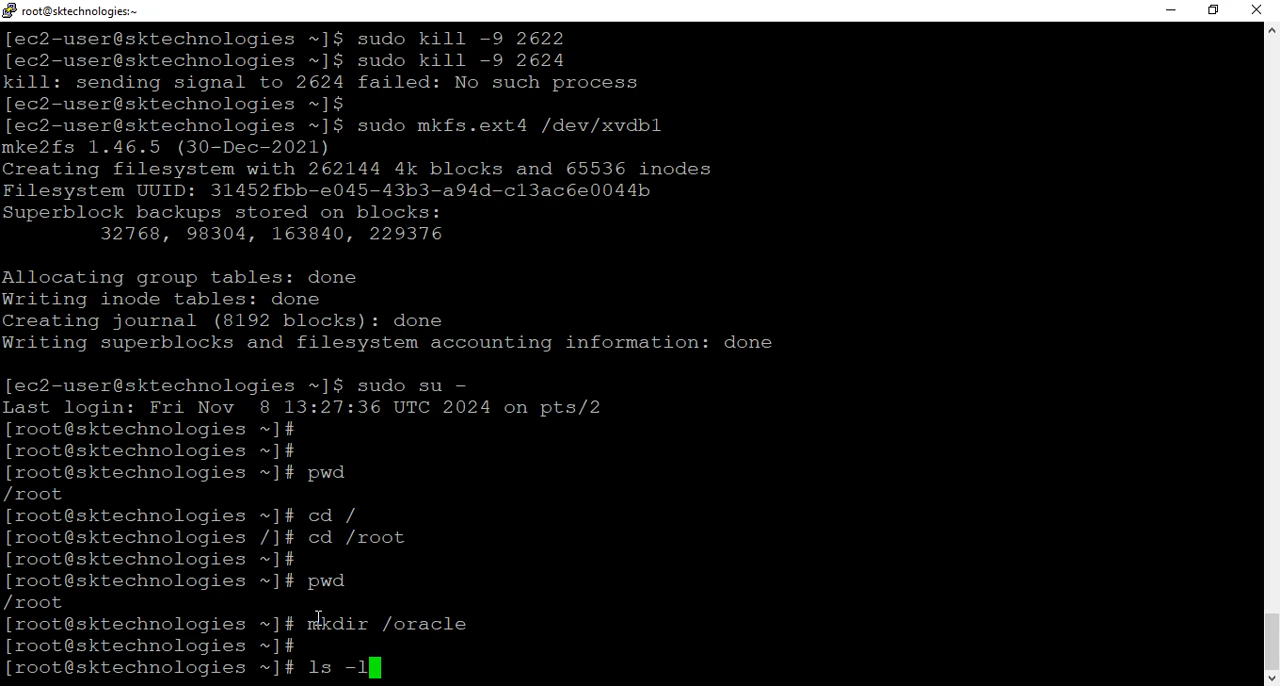 root@sktechnologies:~
[ec2-user@sktechnologies ~]$ sudo kill -9 2622
[ec2-user@sktechnologies ~]$ sudo kill -9 2624
kill: sending signal to 2624 failed: No such process
[ec2-user@sktechnologies ~]$
[ec2-user@sktechnologies ~]$ sudo mkfs.ext4 /dev/xvdb1
mke2fs 1.46.5 (30-Dec-2021)
Creating filesystem with 262144 4k blocks and 65536 inodes
Filesystem UUID: 31452fbb-e045-43b3-a94d-c13ac6e0044b
Superblock backups stored on blocks:
32768, 98304, 163840, 229376
Allocating group tables: done
Writing inode tables: done
Creating journal (8192 blocks): done
Writing superblocks and filesystem accounting information: done
[ec2-user@sktechnologies ~]$ sudo su -
Last login: Fri Nov  8 13:27:36 UTC 2024 on pts/2
[root@sktechnologies ~]#
[root@sktechnologies ~]#
[root@sktechnologies ~]# pwd
/root
[root@sktechnologies ~]# cd /
[root@sktechnologies /]# cd /root
[root@sktechnologies ~]#
[root@sktechnologies ~]# pwd
/root
[root@sktechnologies ~]# mkdir /oracle
[root@sktechnologies ~]#
[root@sktechnologies ~]# ls -l